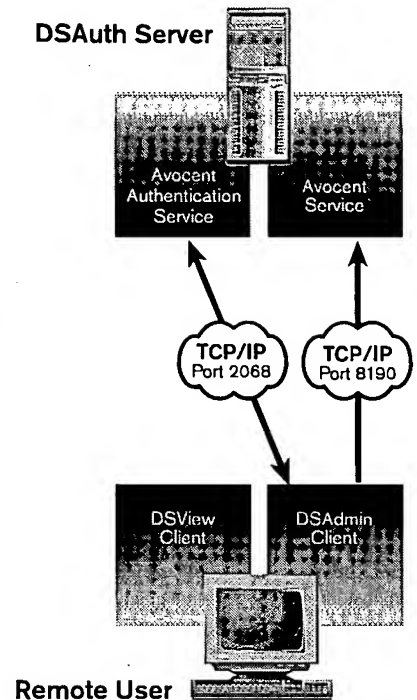 DSAuth Server
Avocent
Authentication
Service
Avocent
Service
TCP/IP
Port 2068
TCP/IP
Port 8190
DSView
Client
DSAdmin
Client
Remote User